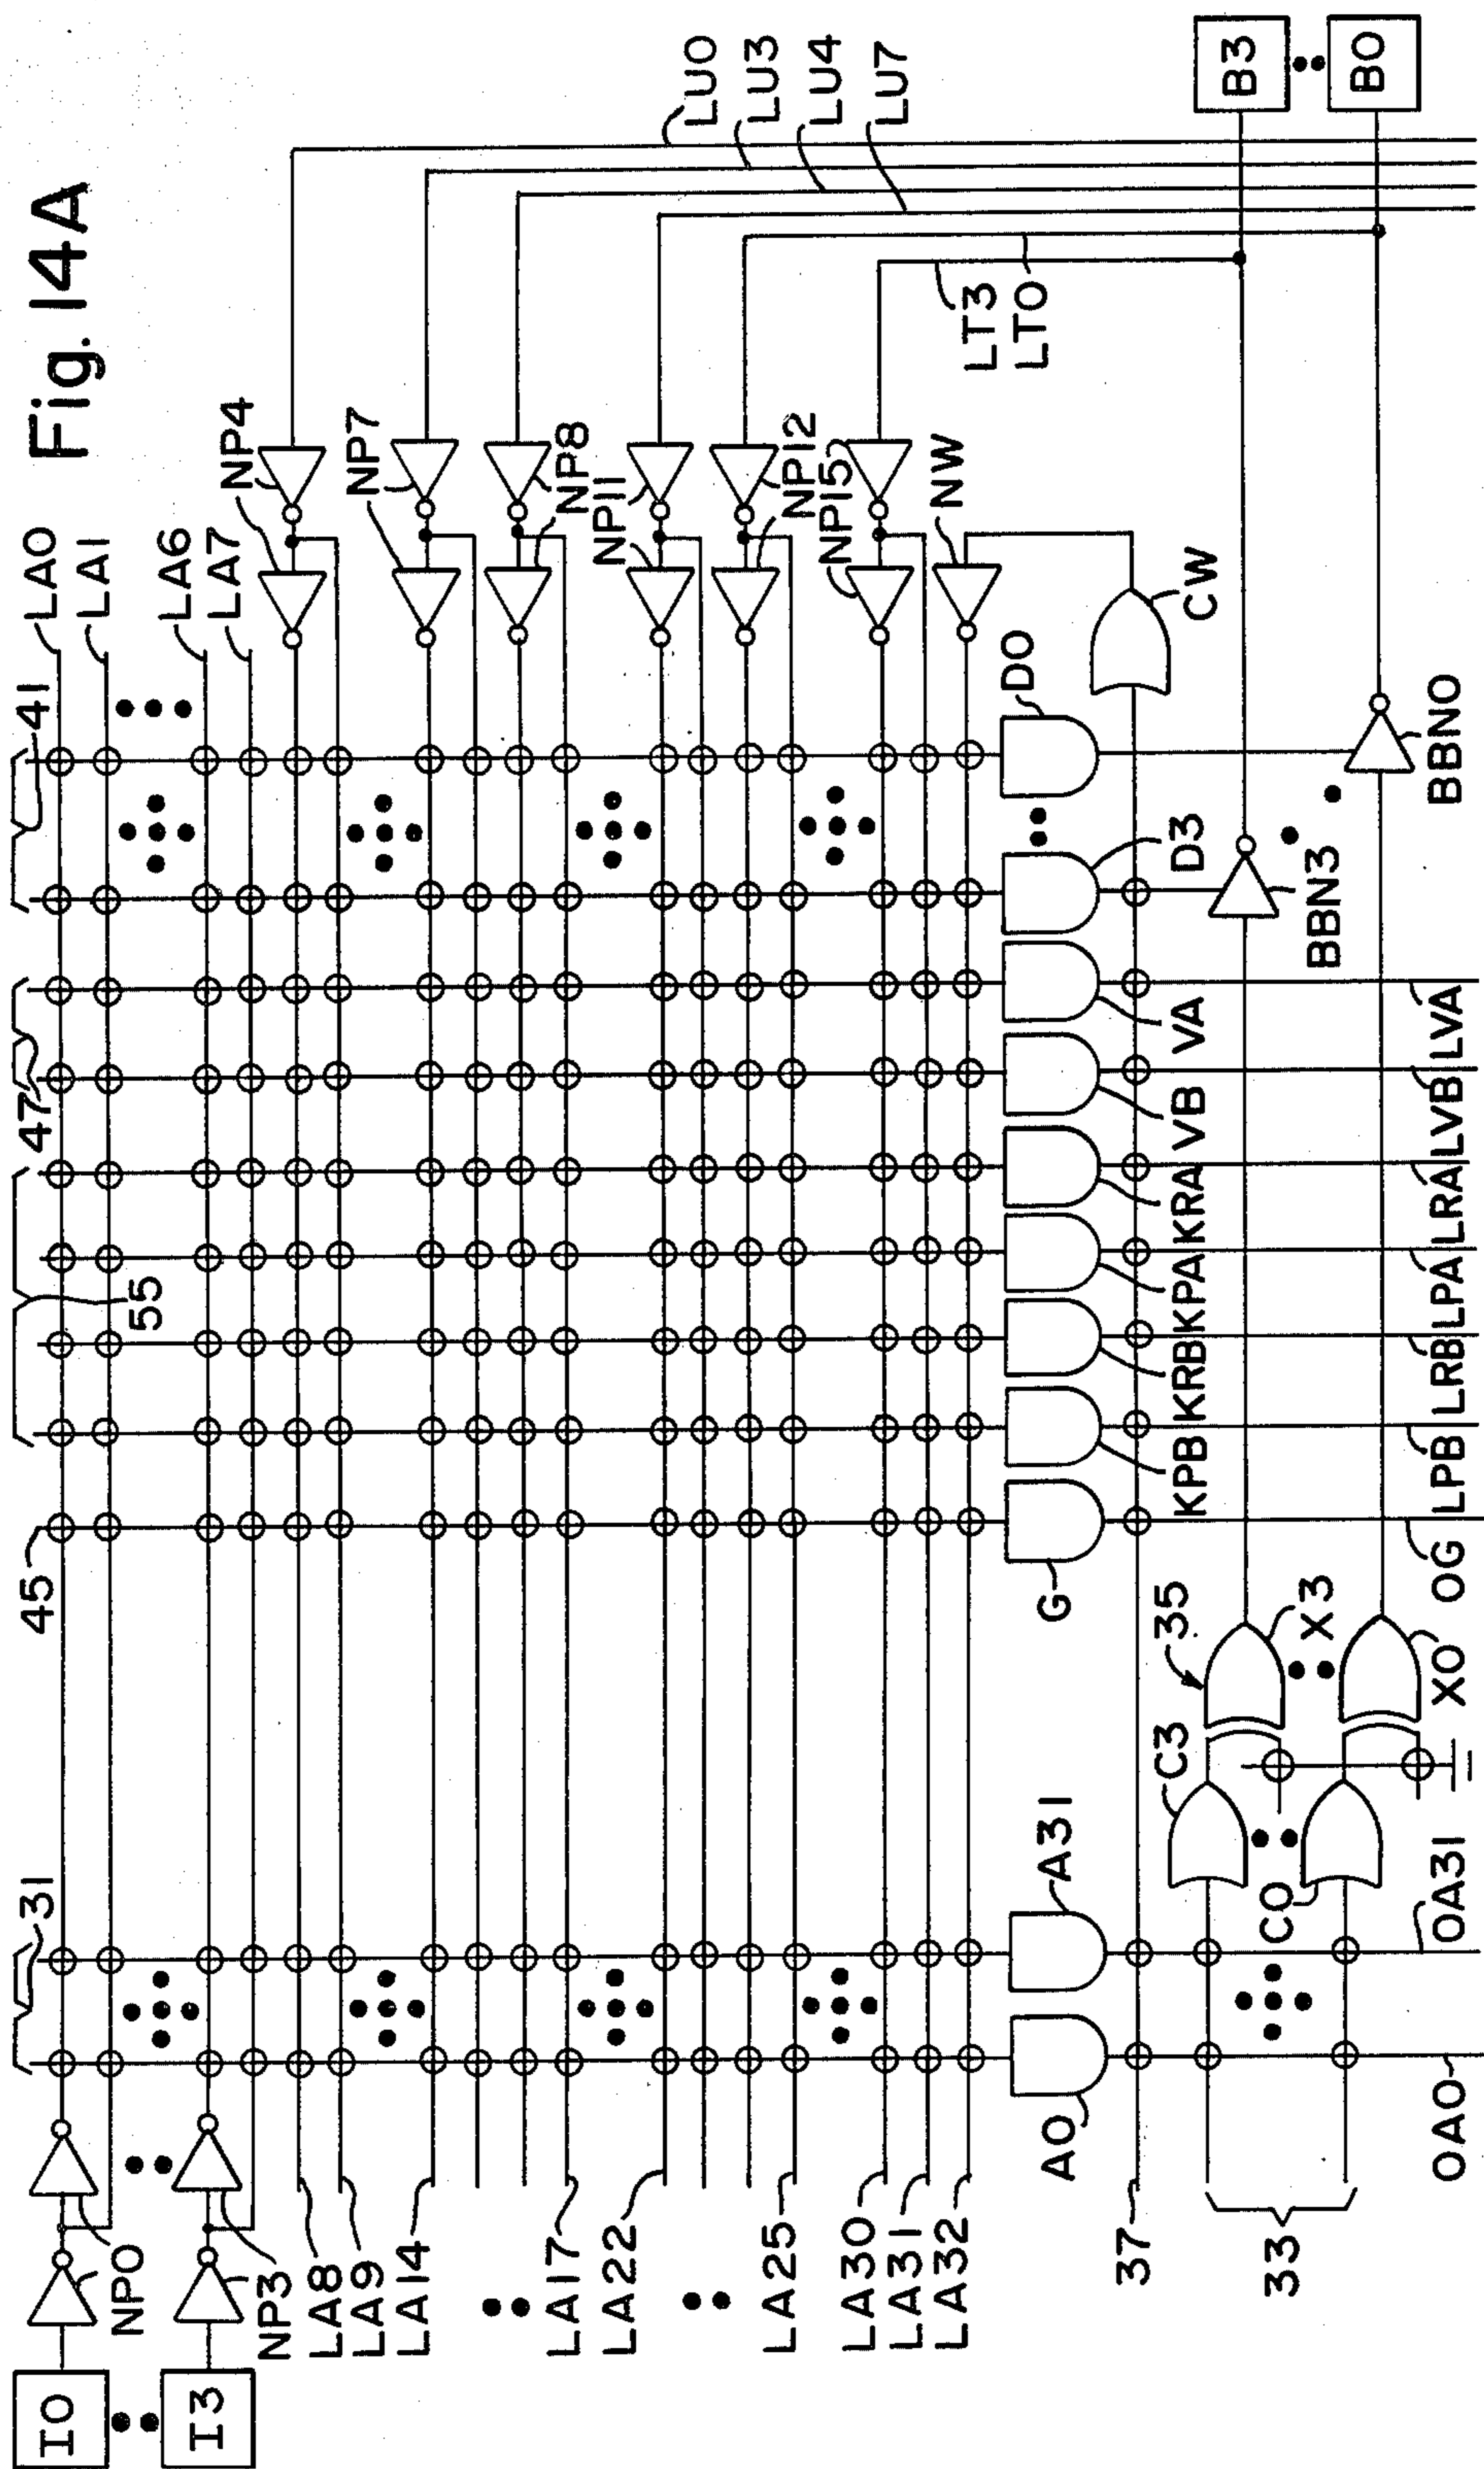 Fig. 14A
41
47
55
45
31
LA0
LA1
LA6
LA7
NP4
NP7
NP8
NP11
NP12
NP15
NW
LU0
LU3
LU4
LU7
LT3
LT0
B3
B0
I0
I3
NP0
NP3
LA8
LA9
LA14
LA17
LA22
LA25
LA30
LA31
LA32
A0
A31
G
KPB
KRB
KPA
KRA
VB
VA
D3
D0
CW
37
33
C3
C0
35
X3
X0
BBN3
BBN0
OA0
OA31
OG
LPB
LRB
LPA
LRA
LVB
LVA